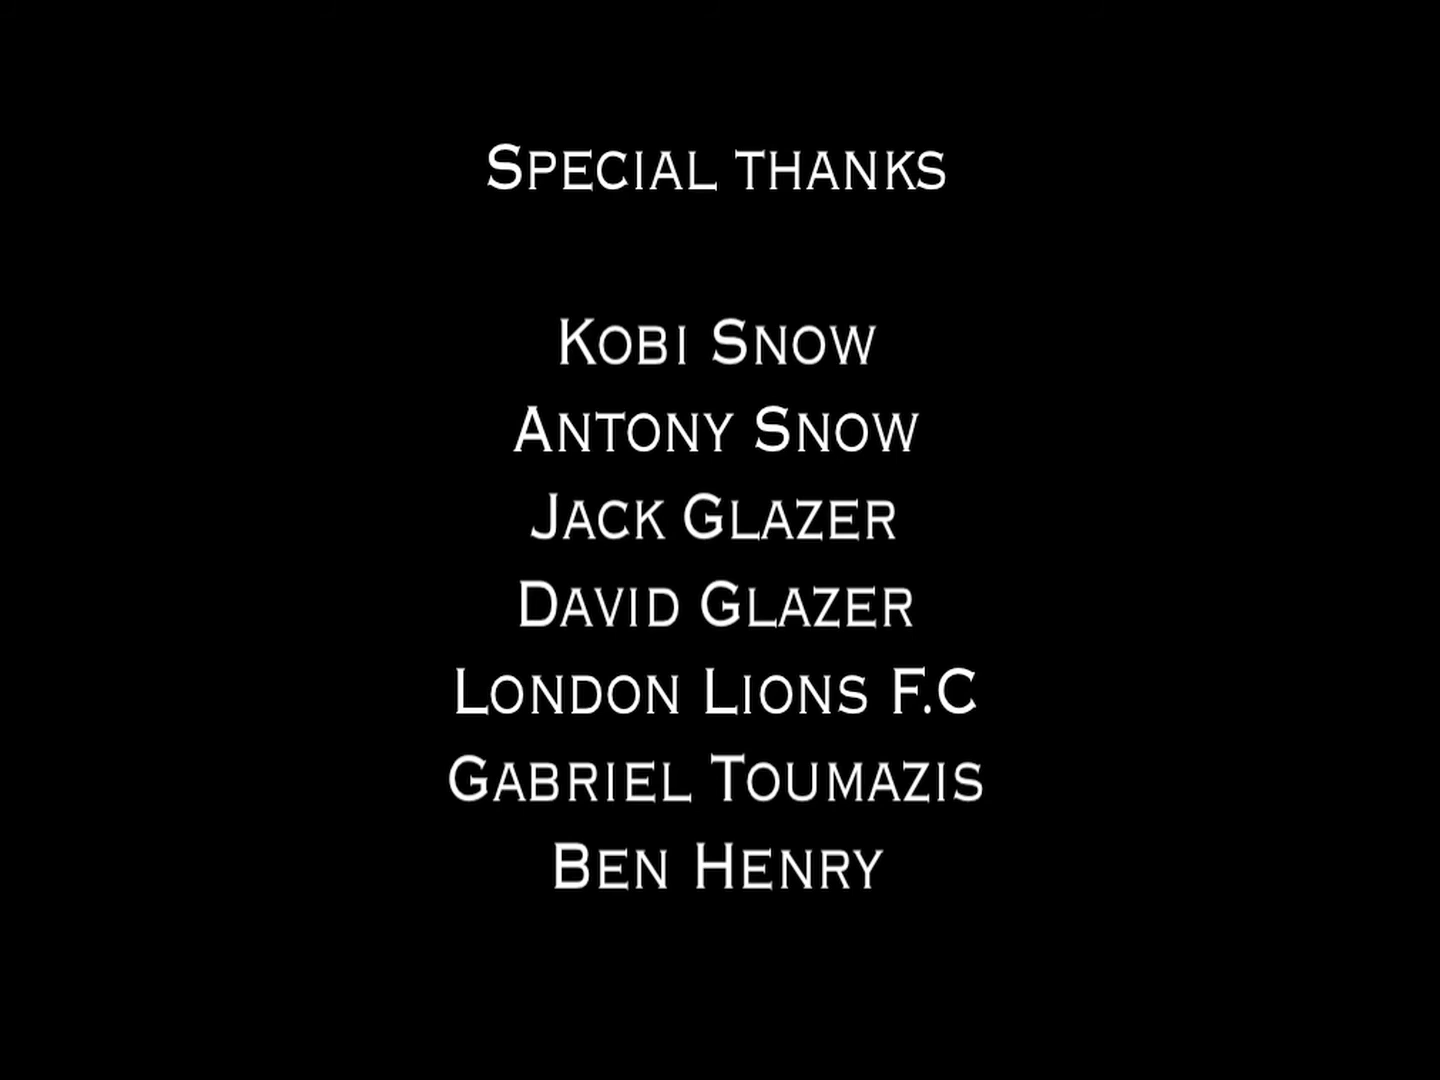 Special thanks
Kobi Snow
Antony Snow
Jack Glazer
David Glazer
London Lions F.C
Gabriel Toumazis
Ben Henry